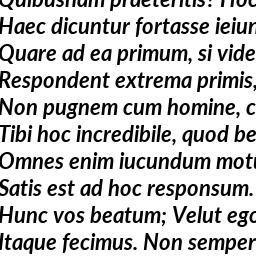 Quibusnam praeteritis? Hoc
Haec dicuntur fortasse ieiun
Quare ad ea primum, si vide
Respondent extrema primis,
Non pugnem cum homine, c
Tibi hoc incredibile, quod be
Omnes enim iucundum motu
Satis est ad hoc responsum.
Hunc vos beatum; Velut ego
Itaque fecimus. Non semper